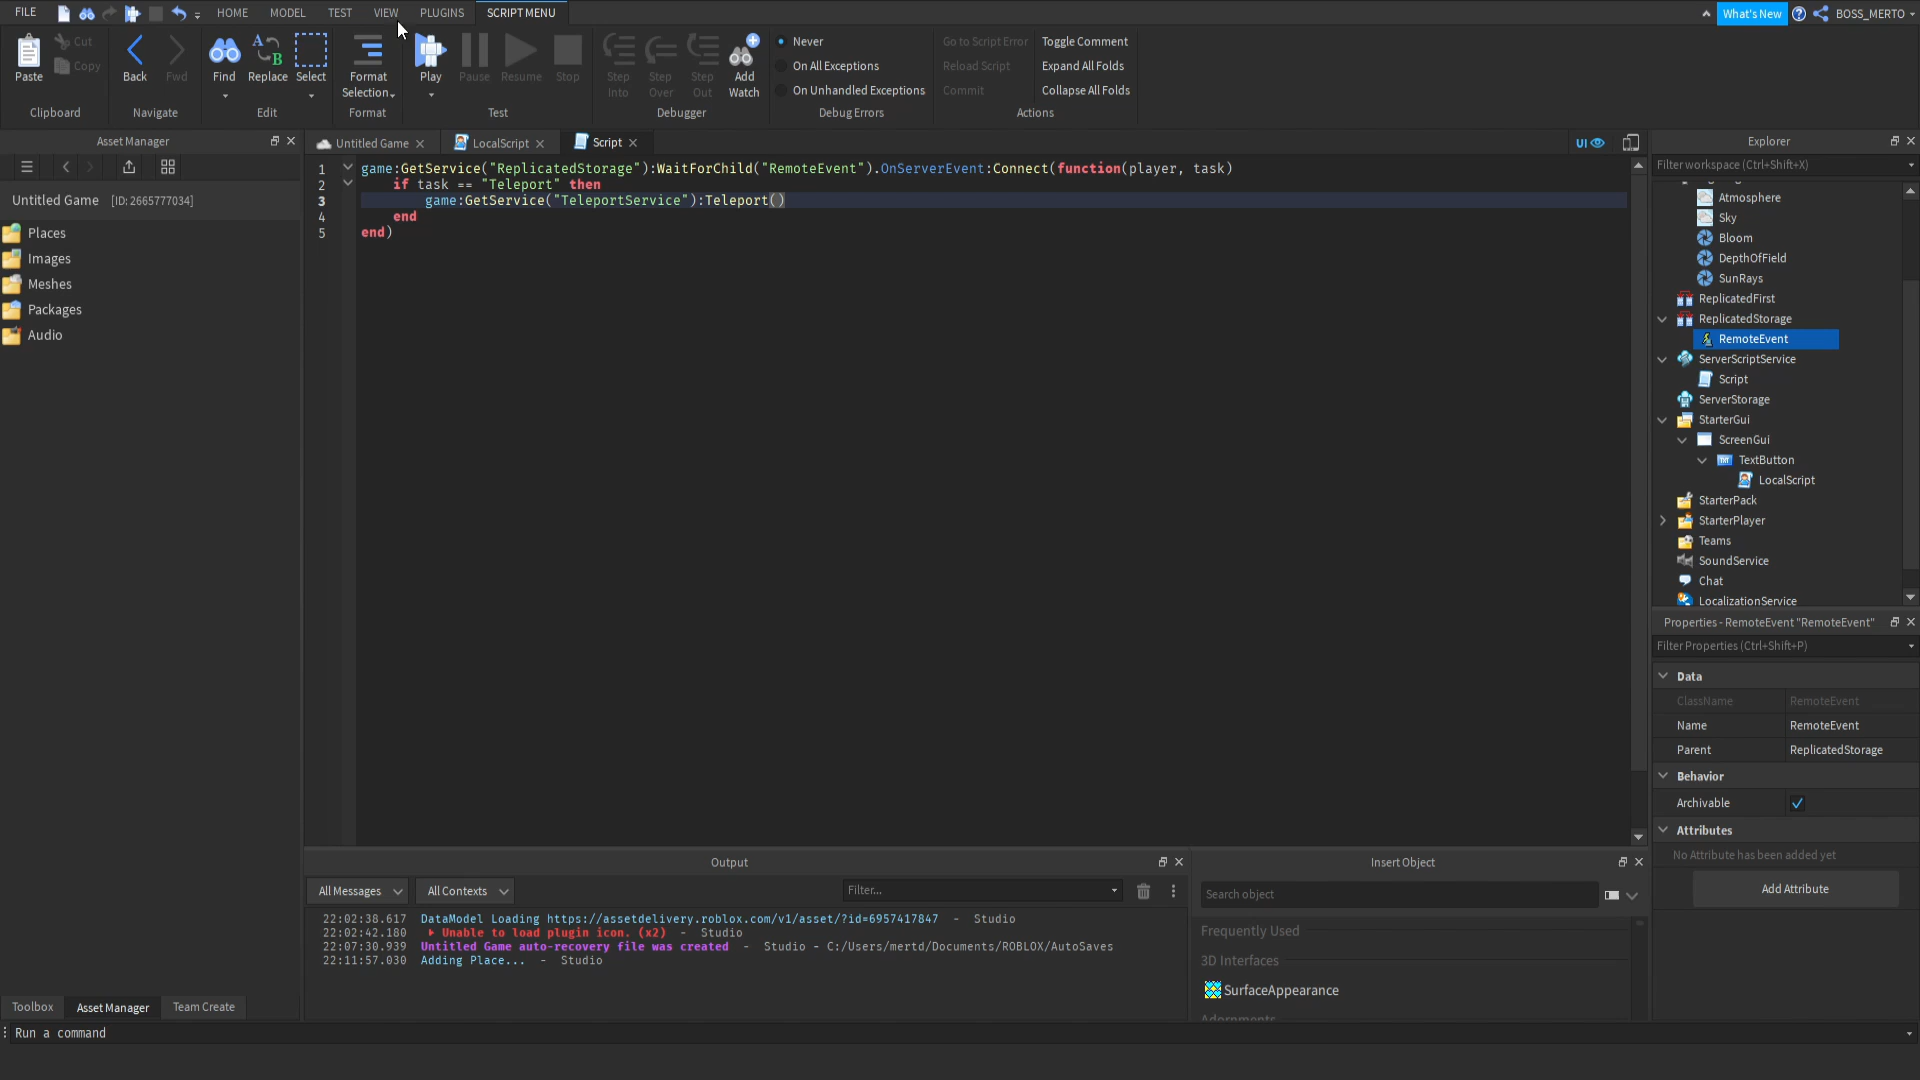 FILE HOME MODEL TEST VIEW PLUGINS SCRIPT MENU What's New BOSS_MERTO
Paste Cut Copy
Clipboard
Back Fwd
Navigate
Find Replace Select
Edit
Format Selection
Format
Play Pause Resume Stop
Test
Step Into Step Over Step Out Add Watch
Debugger
Never
On All Exceptions
On Unhandled Exceptions
Debug Errors
Go to Script Error
Reload Script
Commit
Toggle Comment
Expand All Folds
Collapse All Folds
Actions
Asset Manager
Untitled Game [ID: 2665777034]
Places
Images
Meshes
Packages
Audio
Toolbox Asset Manager Team Create
Untitled Game LocalScript Script UI
1 game:GetService("ReplicatedStorage"):WaitForChild("RemoteEvent").OnServerEvent:Connect(function(player, task)
2 if task == "Teleport" then
3 game:GetService("TeleportService"):Teleport()
4 end
5 end)
Output
All Messages All Contexts Filter...
22:02:38.617 DataModel Loading https://assetdelivery.roblox.com/v1/asset/?id=6957417847 - Studio
22:02:42.180 Unable to load plugin icon. (x2) - Studio
22:07:30.939 Untitled Game auto-recovery file was created - Studio - C:/Users/mertd/Documents/ROBLOX/AutoSaves
22:11:57.030 Adding Place... - Studio
Insert Object
Search object
Frequently Used
3D Interfaces
SurfaceAppearance
Adornments
Explorer
Filter workspace (Ctrl+Shift+X)
Atmosphere
Sky
Bloom
DepthOfField
SunRays
ReplicatedFirst
ReplicatedStorage
RemoteEvent
ServerScriptService
Script
ServerStorage
StarterGui
ScreenGui
TextButton
LocalScript
StarterPack
StarterPlayer
Teams
SoundService
Chat
LocalizationService
Properties - RemoteEvent "RemoteEvent"
Filter Properties (Ctrl+Shift+P)
Data
ClassName RemoteEvent
Name RemoteEvent
Parent ReplicatedStorage
Behavior
Archivable
Attributes
No Attribute has been added yet
Add Attribute
Run a command